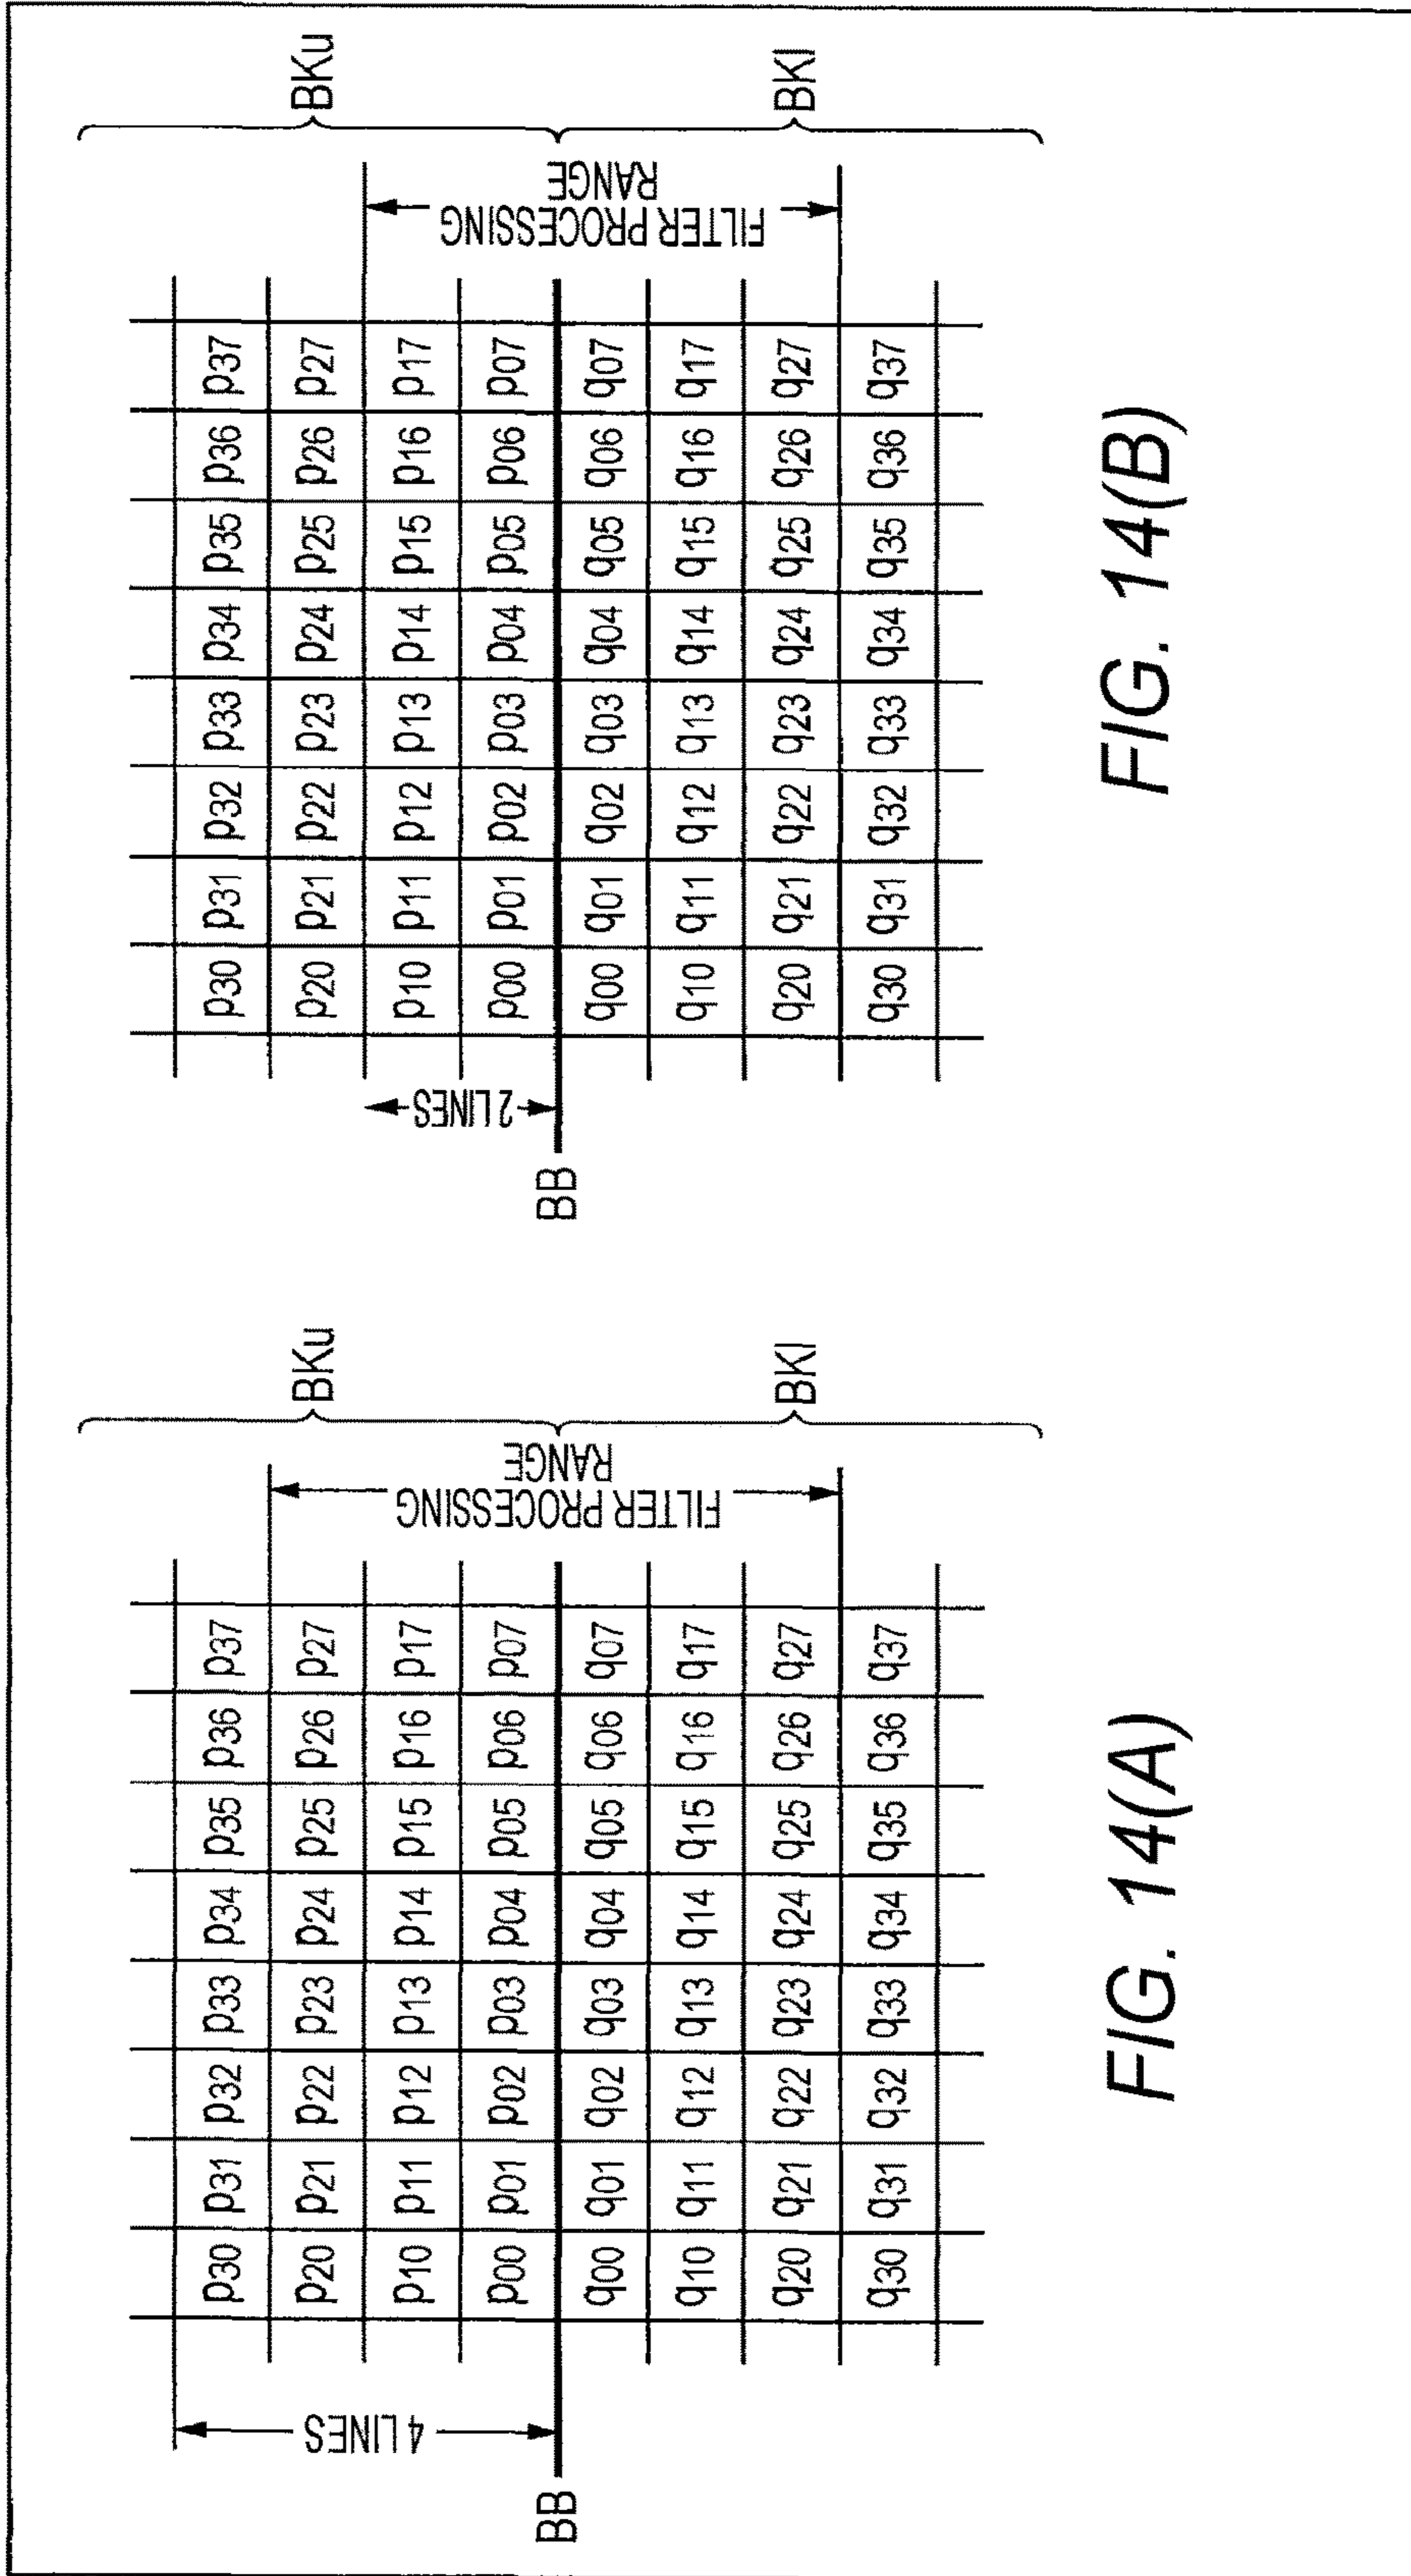 BKu
FILTER PROCESSING
RANGE
BKl
4 LINES
BB
p30 p31 p32 p33 p34 p35 p36 p37
p20 p21 p22 p23 p24 p25 p26 p27
p10 p11 p12 p13 p14 p15 p16 p17
p00 p01 p02 p03 p04 p05 p06 p07
q00 q01 q02 q03 q04 q05 q06 q07
q10 q11 q12 q13 q14 q15 q16 q17
q20 q21 q22 q23 q24 q25 q26 q27
q30 q31 q32 q33 q34 q35 q36 q37
FIG. 14(A)
BKu
FILTER PROCESSING
RANGE
BKl
2 LINES
BB
p30 p31 p32 p33 p34 p35 p36 p37
p20 p21 p22 p23 p24 p25 p26 p27
p10 p11 p12 p13 p14 p15 p16 p17
p00 p01 p02 p03 p04 p05 p06 p07
q00 q01 q02 q03 q04 q05 q06 q07
q10 q11 q12 q13 q14 q15 q16 q17
q20 q21 q22 q23 q24 q25 q26 q27
q30 q31 q32 q33 q34 q35 q36 q37
FIG. 14(B)